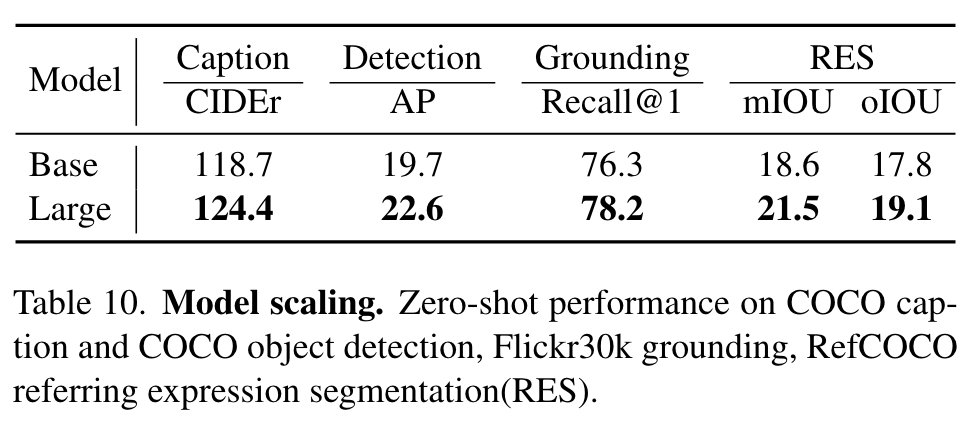 Model Caption Detection Grounding RES
CIDEr AP Recall@1 mIOU oIOU
Base 118.7 19.7 76.3 18.6 17.8
Large 124.4 22.6 78.2 21.5 19.1
Table 10. Model scaling. Zero-shot performance on COCO cap-
tion and COCO object detection, Flickr30k grounding, RefCOCO
referring expression segmentation(RES).